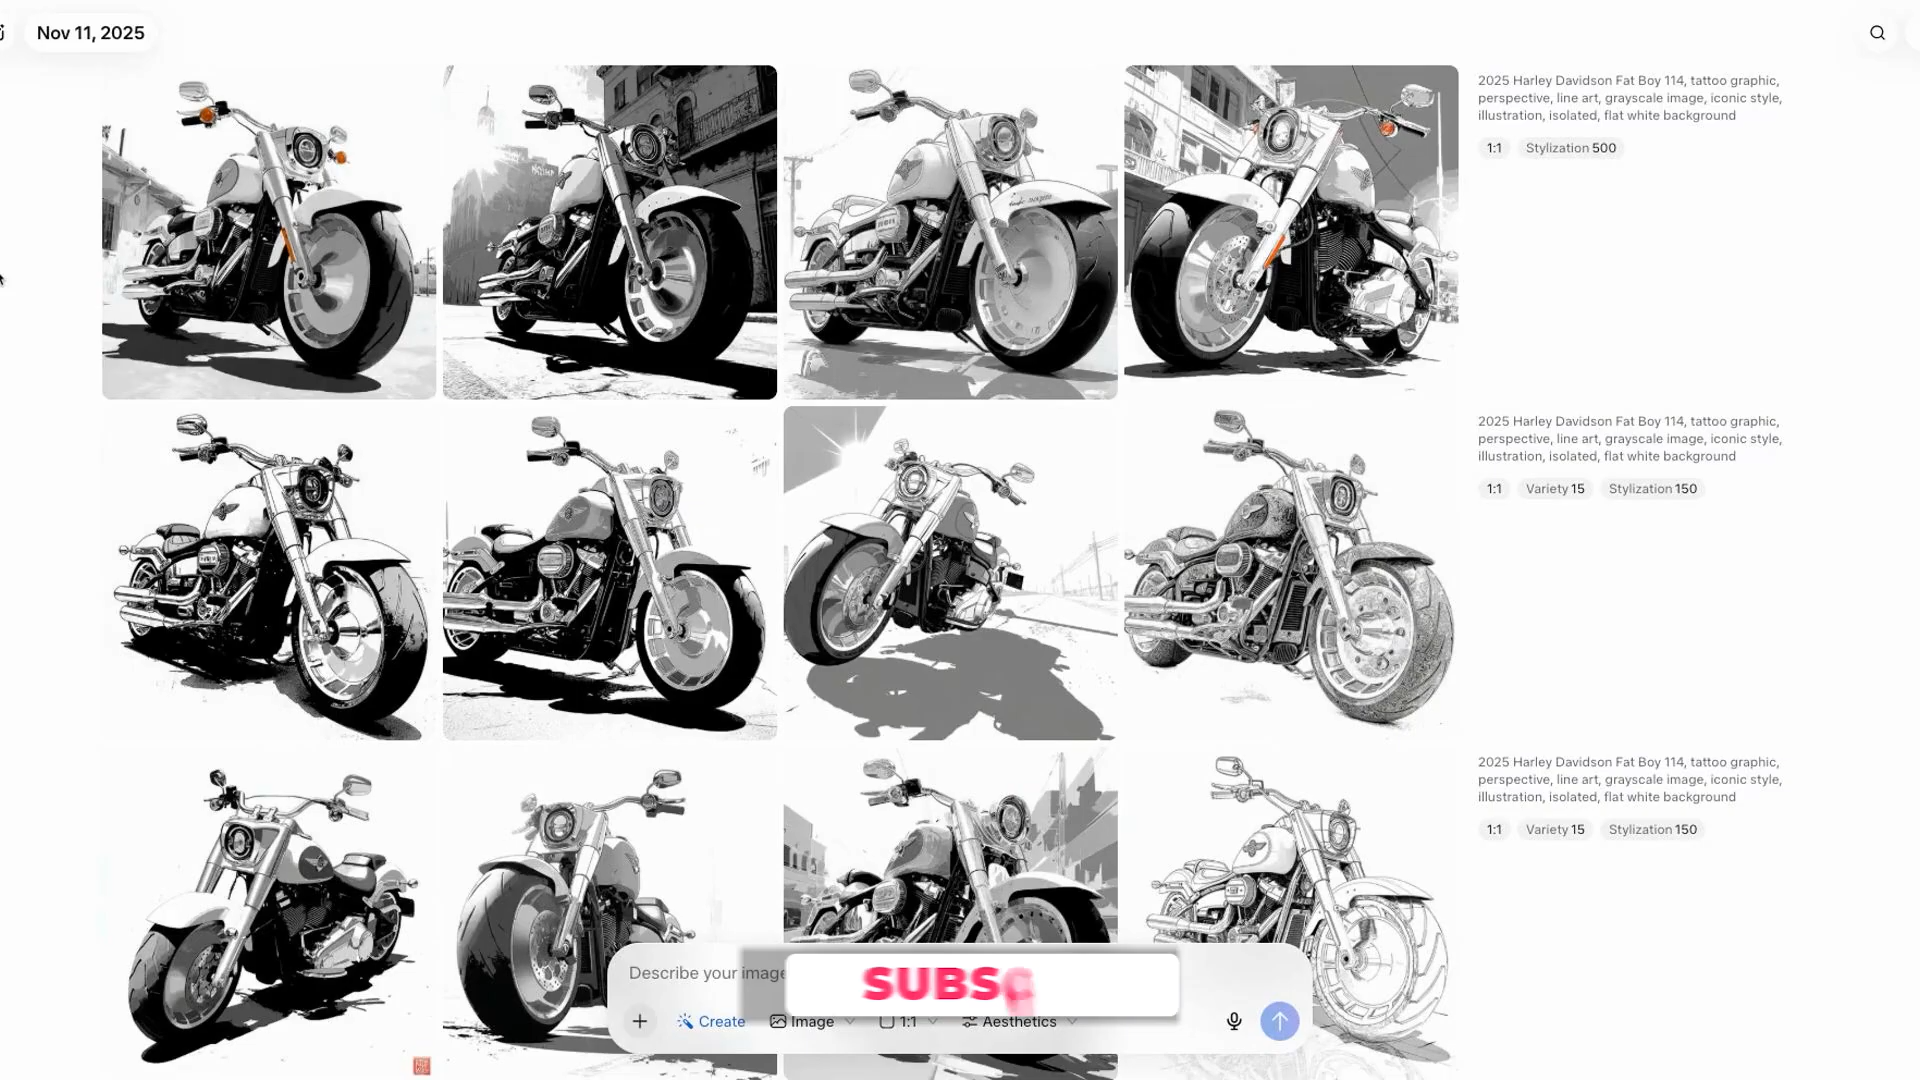 Nov 11, 2025
2025 Harley Davidson Fat Boy 114, tattoo graphic,
perspective, line art, grayscale image, iconic style,
illustration, isolated, flat white background
1:1
Stylization 500
2025 Harley Davidson Fat Boy 114, tattoo graphic,
perspective, line art, grayscale image, iconic style,
illustration, isolated, flat white background
1:1
Variety 15
Stylization 150
2025 Harley Davidson Fat Boy 114, tattoo graphic,
perspective, line art, grayscale image, iconic style,
illustration, isolated, flat white background
1:1
Variety 15
Stylization 150
Describe your image
SUBSC
Create
Image
1:1
Aesthetics